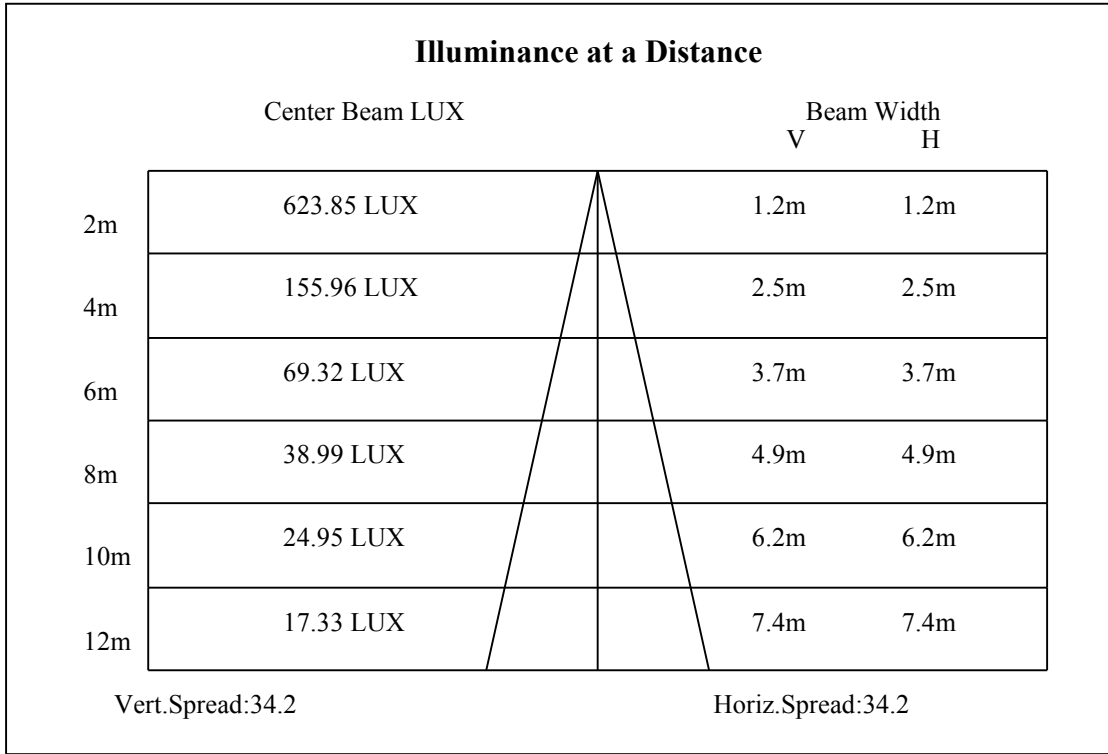 Illuminance at a Distance
Center Beam LUX Beam Width
V H
2m 623.85 LUX 1.2m 1.2m
4m 155.96 LUX 2.5m 2.5m
6m 69.32 LUX 3.7m 3.7m
8m 38.99 LUX 4.9m 4.9m
10m 24.95 LUX 6.2m 6.2m
12m 17.33 LUX 7.4m 7.4m
Vert.Spread:34.2 Horiz.Spread:34.2